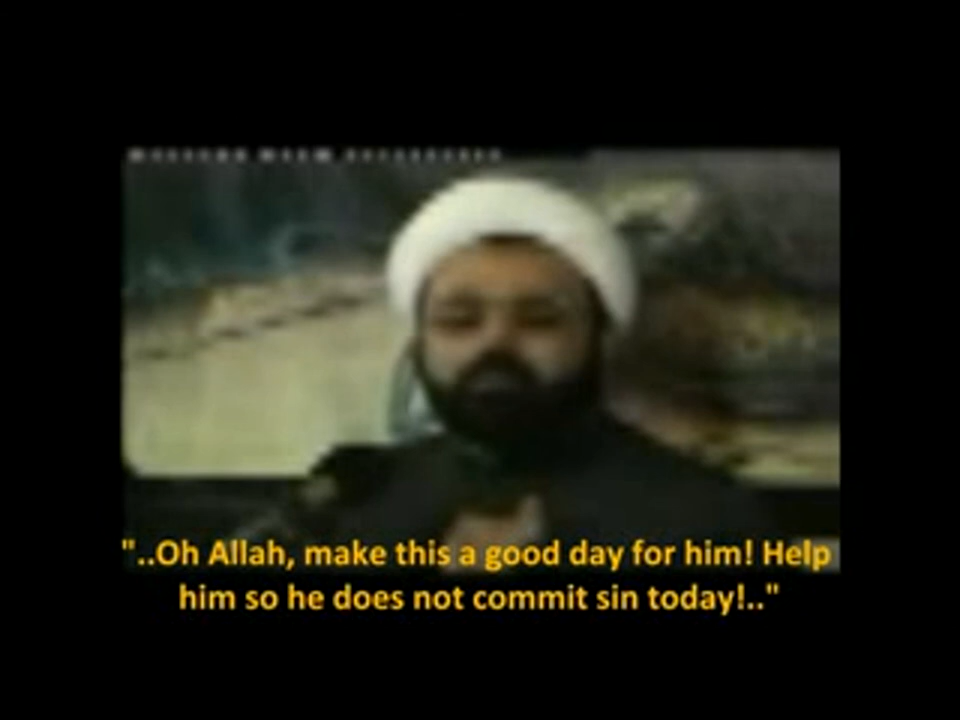 "..Oh Allah, make this a good day for him! Help
him so he does not commit sin today!.."